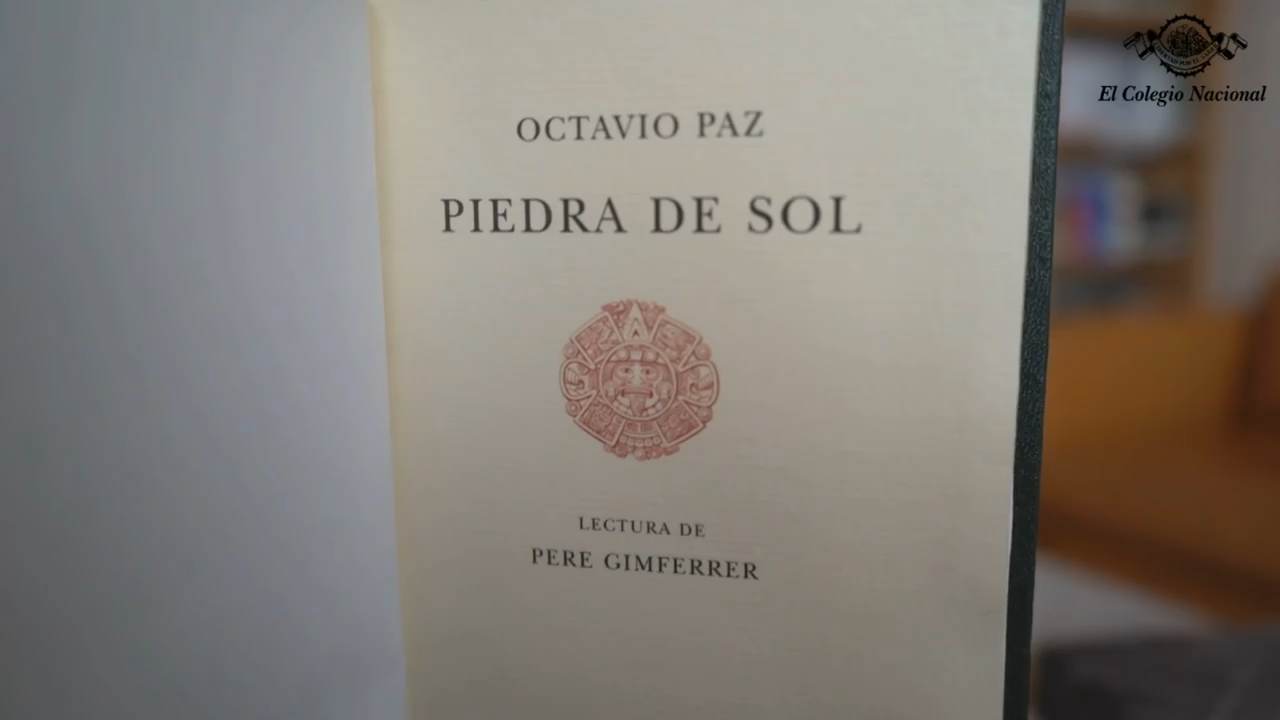 OCTAVIO PAZ
PIEDRA DE SOL
LECTURA DE
PERE GIMFERRER
El Colegio Nacional